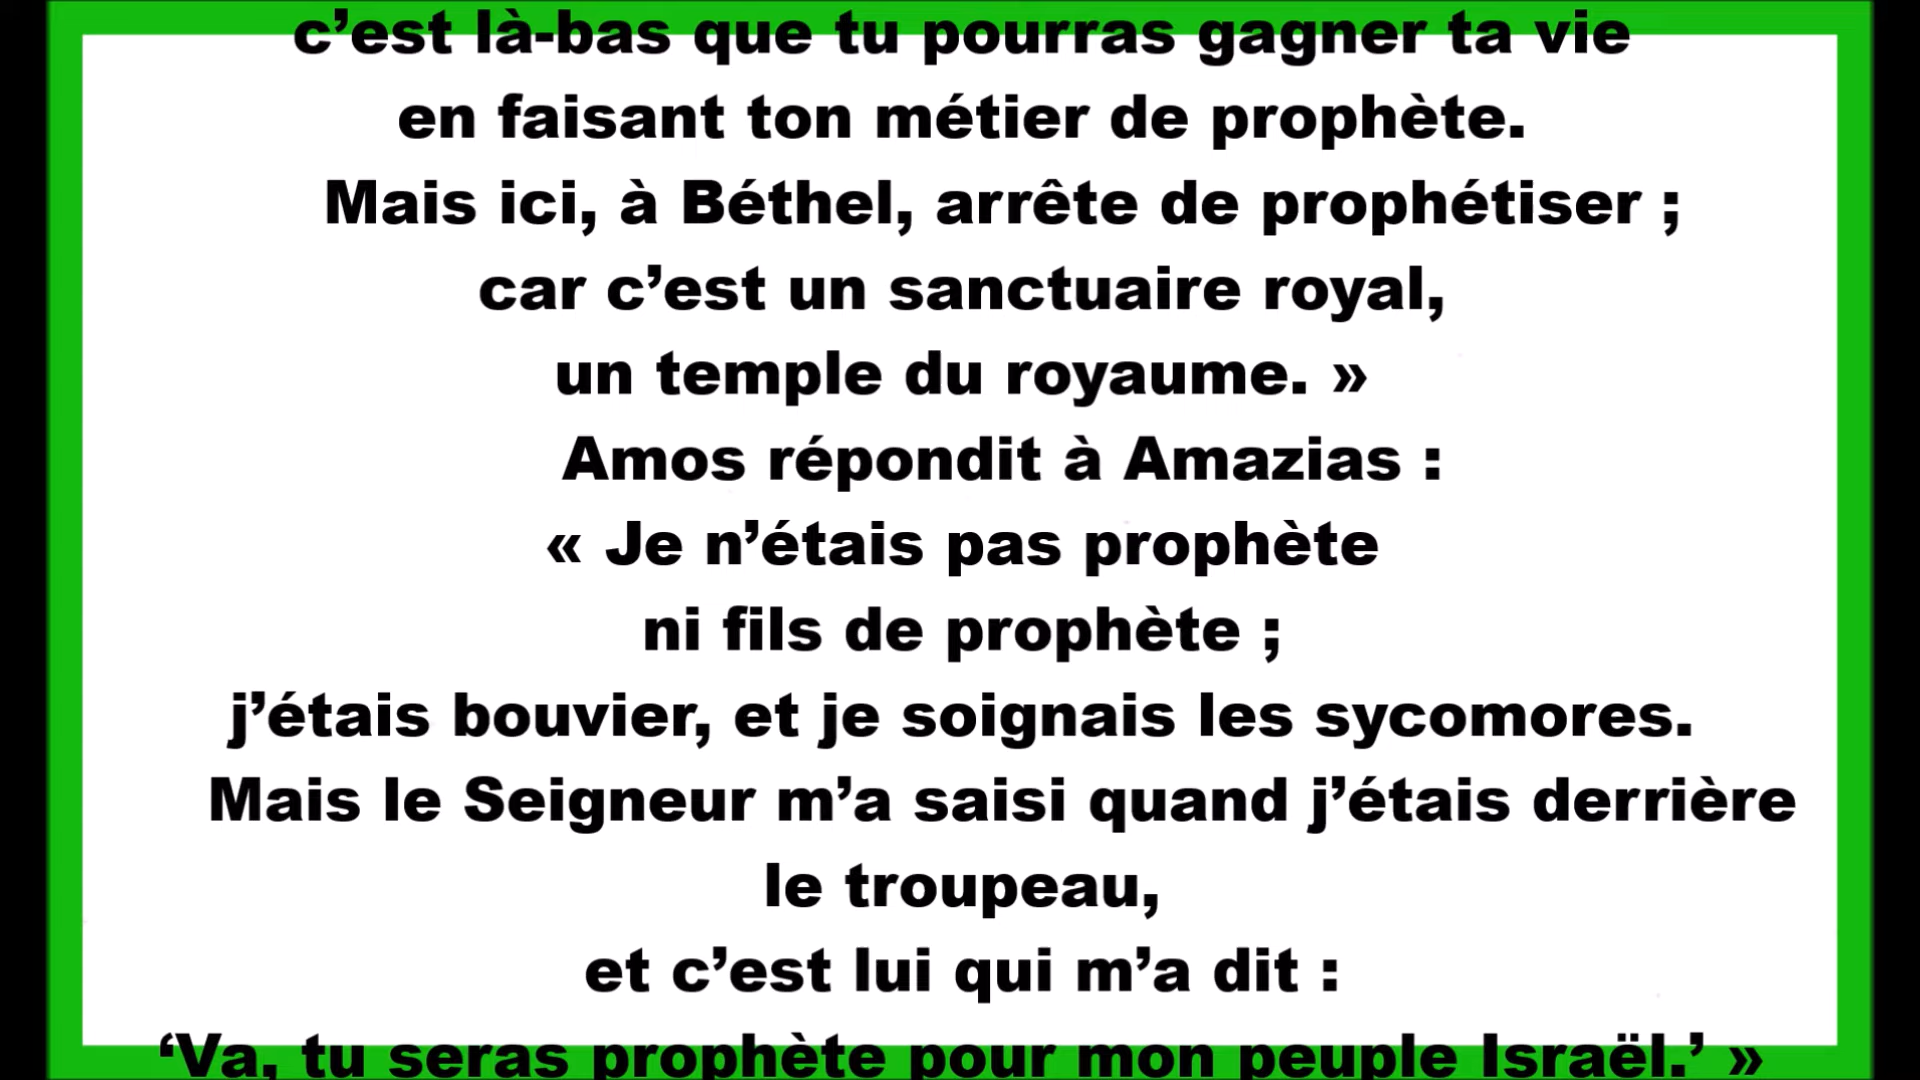 c’est là-bas que tu pourras gagner ta vie
en faisant ton métier de prophète.
Mais ici, à Béthel, arrête de prophétiser ;
car c’est un sanctuaire royal,
un temple du royaume. »
Amos répondit à Amazias :
« Je n’étais pas prophète
ni fils de prophète ;
j’étais bouvier, et je soignais les sycomores.
Mais le Seigneur m’a saisi quand j’étais derrière
le troupeau,
et c’est lui qui m’a dit :
‘Va, tu seras prophète pour mon peuple Israël.’ »